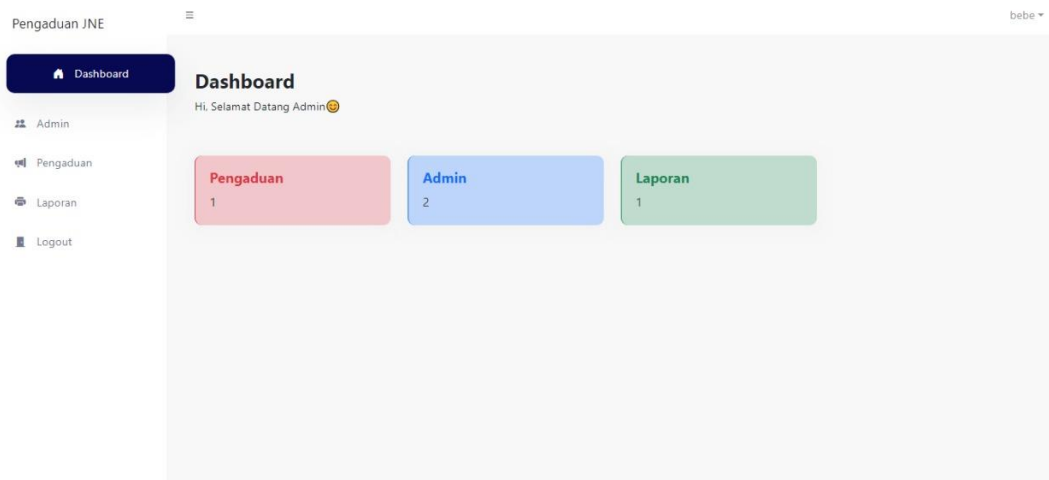 Pengaduan JNE
bebe
Dashboard
Admin
Pengaduan
Laporan
Logout
Dashboard
Hi, Selamat Datang Admin😊
Pengaduan
1
Admin
2
Laporan
1